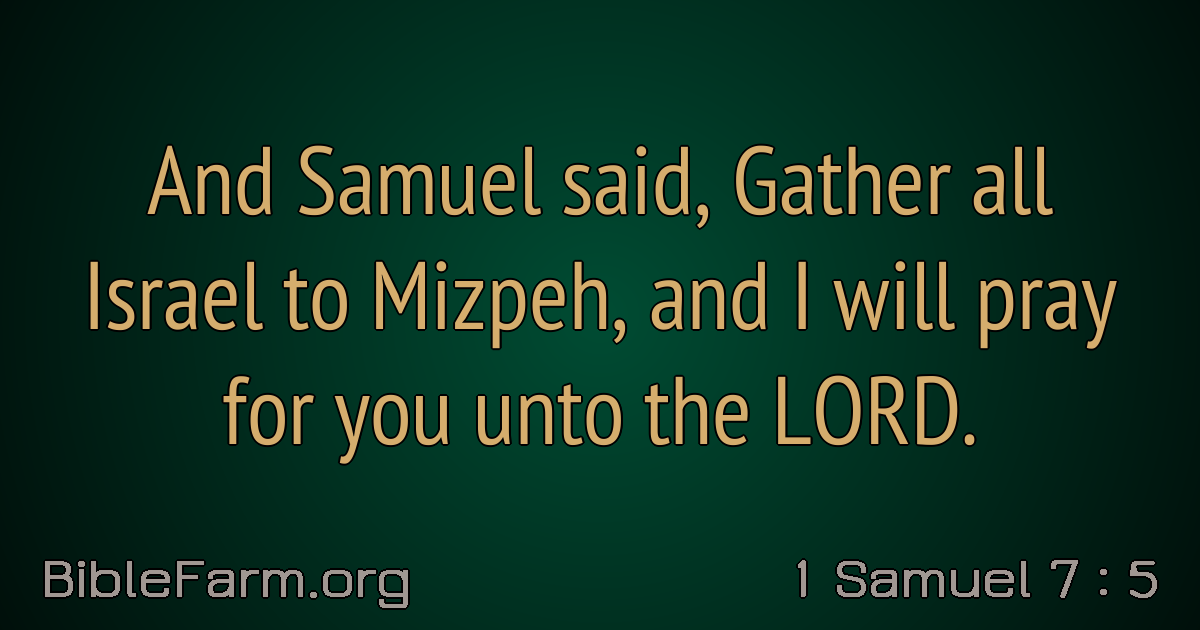 And Samuel said, Gather all
Israel to Mizpeh, and I will pray
for you unto the LORD.
BibleFarm.org
1 Samuel 7 : 5